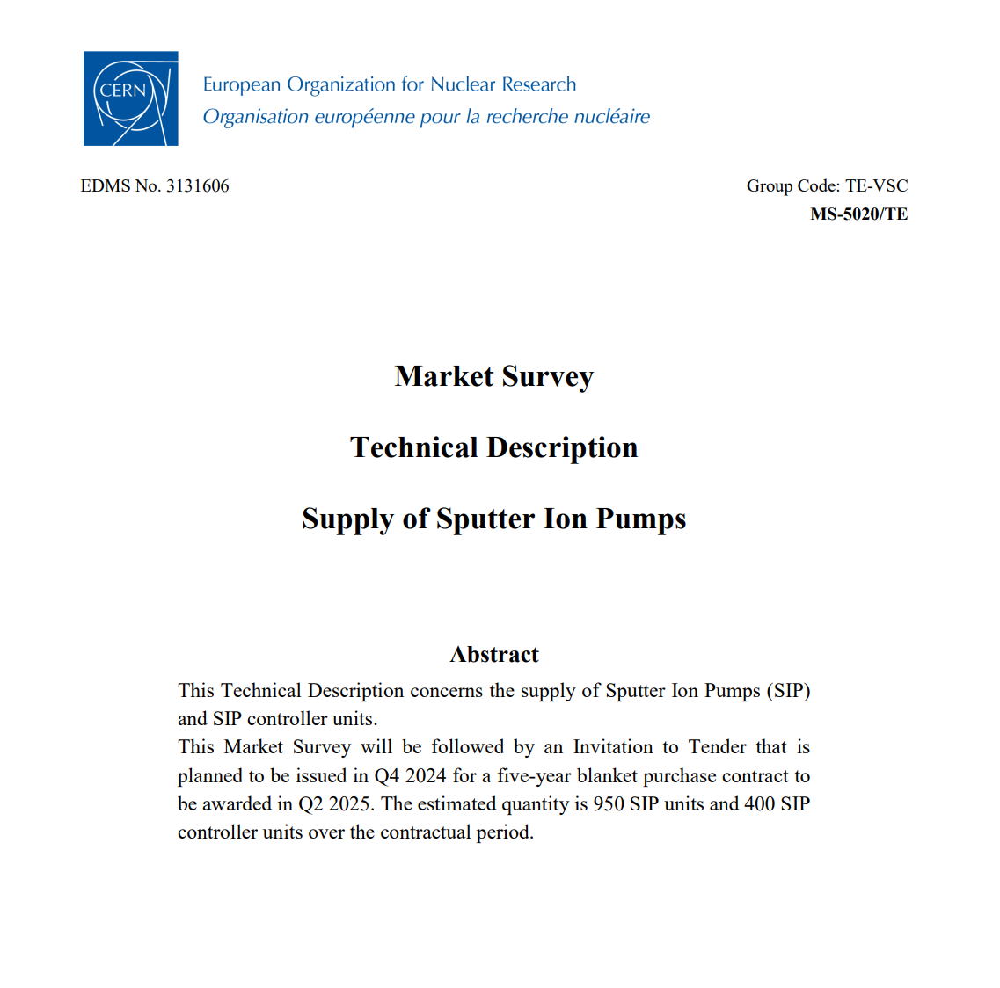 CERN
European Organization for Nuclear Research
Organisation européenne pour la recherche nucléaire
EDMS No. 3131606
Group Code: TE-VSC
MS-5020/TE
Market Survey
Technical Description
Supply of Sputter Ion Pumps
Abstract
This Technical Description concerns the supply of Sputter Ion Pumps (SIP)
and SIP controller units.
This Market Survey will be followed by an Invitation to Tender that is
planned to be issued in Q4 2024 for a five-year blanket purchase contract to
be awarded in Q2 2025. The estimated quantity is 950 SIP units and 400 SIP
controller units over the contractual period.